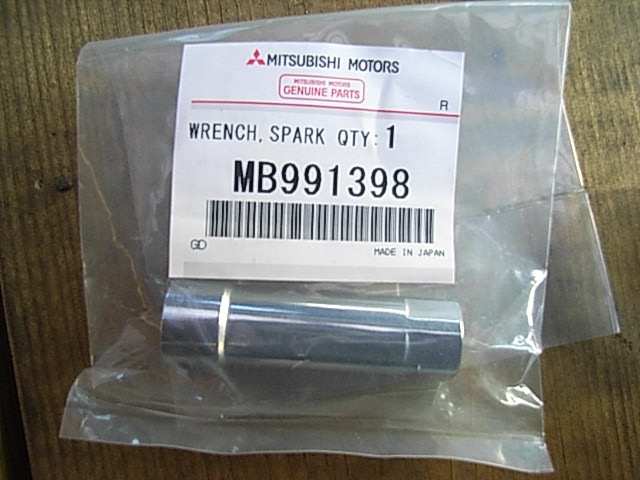 MITSUBISHI MOTORS
MITSUBISHI MOTORS
GENUINE PARTS
R
WRENCH, SPARK QTY: 1
MB991398
GD
MADE IN JAPAN